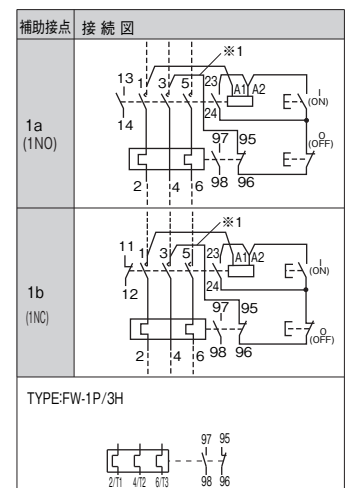 補助接点 接続図
1a
(1NO)
※1
13 1 3 5 23 A1 A2
I
(ON)
14 24
97 95
O
(OFF)
2 4 6 98 96
1b
(1NC)
※1
11 1 3 5 23 A1 A2
I
(ON)
12 24
97 95
O
(OFF)
2 4 6 98 96
TYPE:FW-1P/3H
97 95
2/T1 4/T2 6/T3 98 96